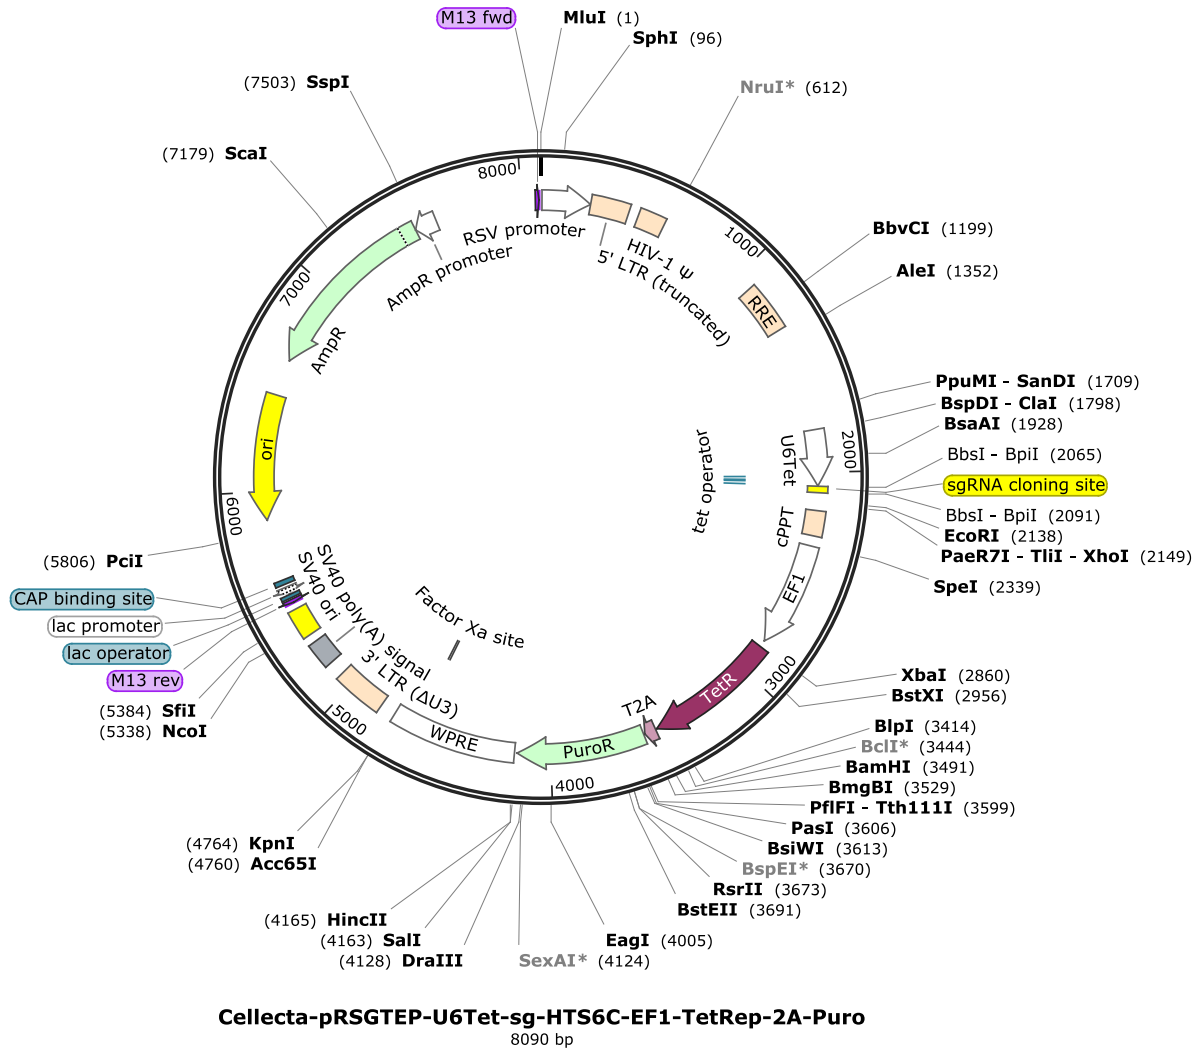 M13 fwd
MluI (1)
SphI (96)
NruI* (612)
BbvCI (1199)
AleI (1352)
PpuMI - SanDI (1709)
BspDI - ClaI (1798)
BsaAI (1928)
BbsI - BpiI (2065)
sgRNA cloning site
BbsI - BpiI (2091)
EcoRI (2138)
PaeR7I - TliI - XhoI (2149)
SpeI (2339)
XbaI (2860)
BstXI (2956)
BlpI (3414)
BclI* (3444)
BamHI (3491)
BmgBI (3529)
PflFI - Tth111I (3599)
PasI (3606)
BsiWI (3613)
BspEI* (3670)
RsrII (3673)
BstEII (3691)
EagI (4005)
SexAI* (4124)
(4128) DraIII
(4163) SalI
(4165) HincII
(4760) Acc65I
(4764) KpnI
(5338) NcoI
(5384) SfiI
M13 rev
lac operator
lac promoter
CAP binding site
(5806) PciI
(7179) ScaI
(7503) SspI
8000
1000
2000
3000
4000
5000
6000
7000
RSV promoter
5' LTR (truncated)
HIV-1 Ψ
RRE
U6Tet
tet operator
cPPT
EF1
TetR
T2A
PuroR
WPRE
Factor Xa site
3' LTR (ΔU3)
SV40 poly(A) signal
SV40 ori
ori
AmpR
AmpR promoter
Cellecta-pRSGTEP-U6Tet-sg-HTS6C-EF1-TetRep-2A-Puro
8090 bp